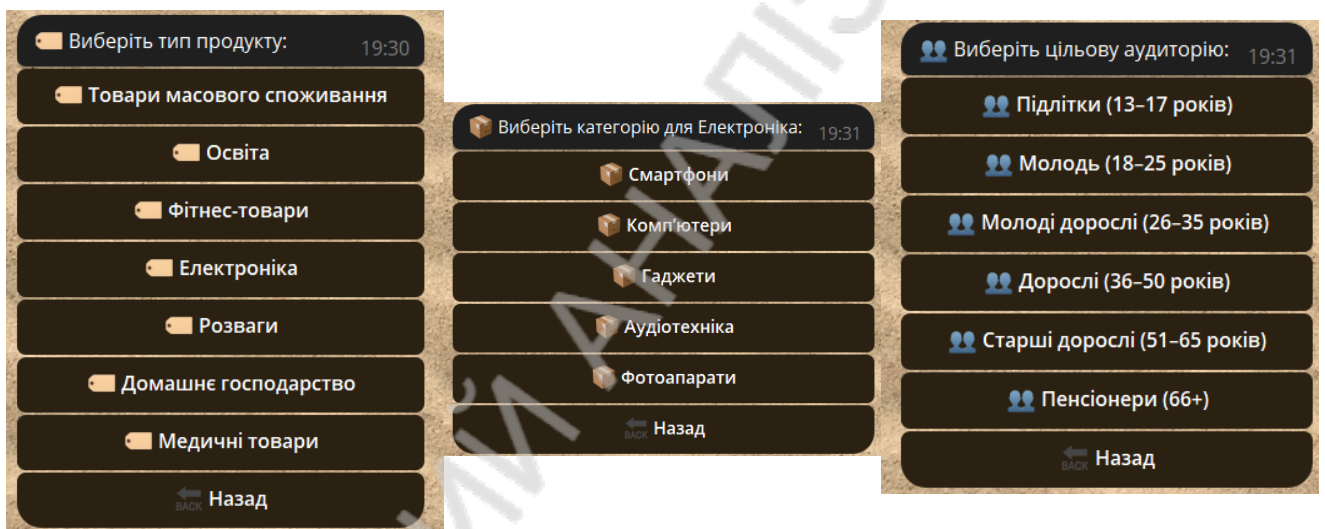 Виберіть тип продукту: 19:30
Товари масового споживання
Освіта
Фітнес-товари
Електроніка
Розваги
Домашнє господарство
Медичні товари
BACK Назад
Виберіть категорію для Електроніка: 19:31
Смартфони
Комп'ютери
Гаджети
Аудіотехніка
Фотоапарати
BACK Назад
Виберіть цільову аудиторію: 19:31
Підлітки (13–17 років)
Молодь (18–25 років)
Молоді дорослі (26–35 років)
Дорослі (36–50 років)
Старші дорослі (51–65 років)
Пенсіонери (66+)
BACK Назад